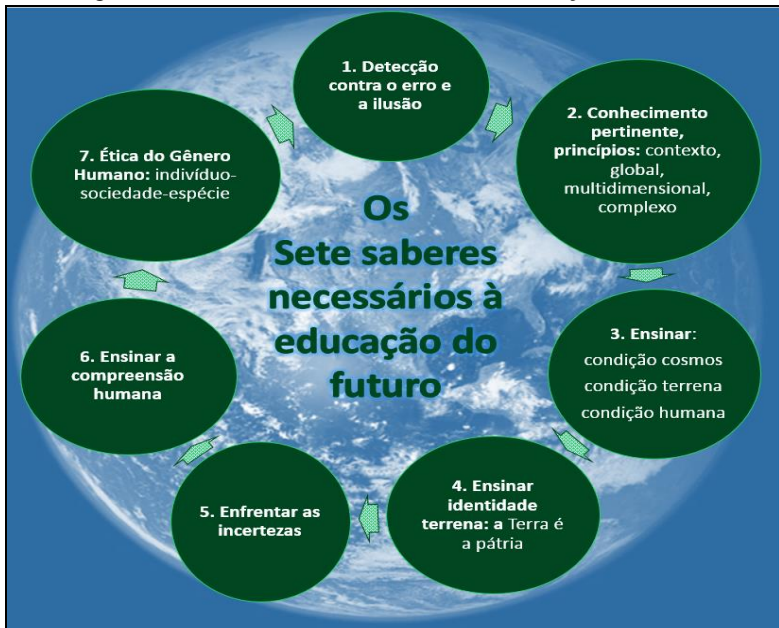 Os
Sete saberes
necessários à
educação do
futuro
1. Detecção
contra o erro e
a ilusão
2. Conhecimento
pertinente,
princípios: contexto,
global,
multidimensional,
complexo
3. Ensinar:
condição cosmos
condição terrena
condição humana
4. Ensinar
identidade
terrena: a Terra é
a pátria
5. Enfrentar as
incertezas
6. Ensinar a
compreensão
humana
7. Ética do Gênero
Humano: indivíduo-
sociedade-espécie